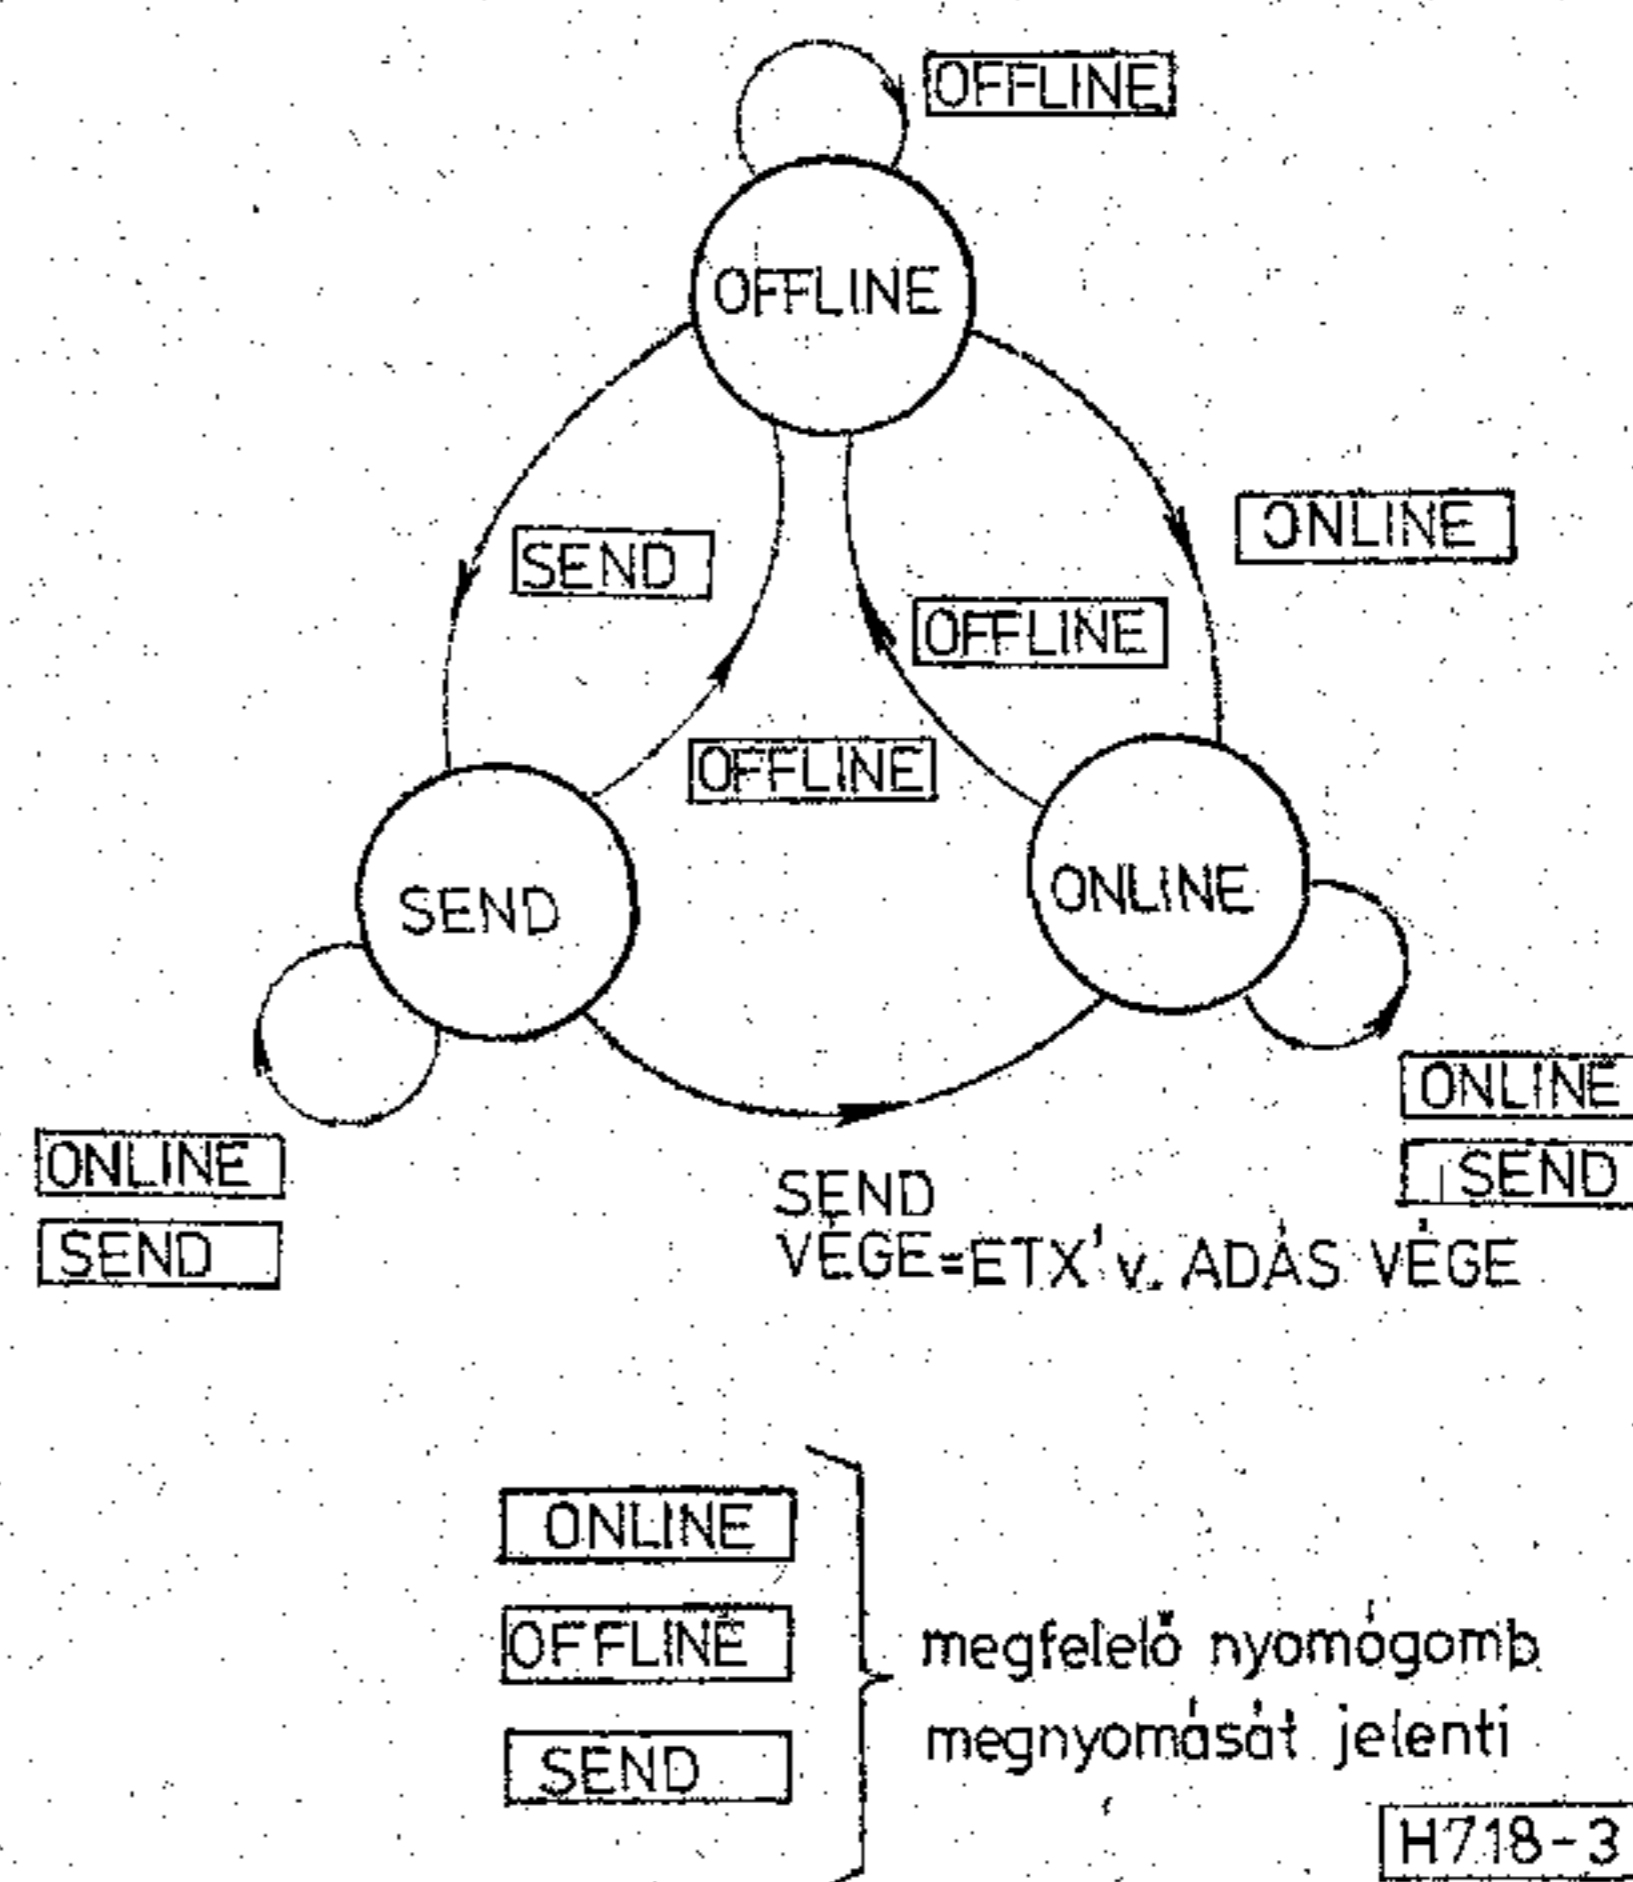 OFFLINE
OFFLINE
ONLINE
SEND
OFFLINE
OFFLINE
SEND
ONLINE
ONLINE
SEND
ONLINE
SEND
SEND
VÉGE=ETX' v. ADÁS VÉGE
ONLINE
OFFLINE
SEND
megfelelő nyomógomb
megnyomását jelenti
H718-3